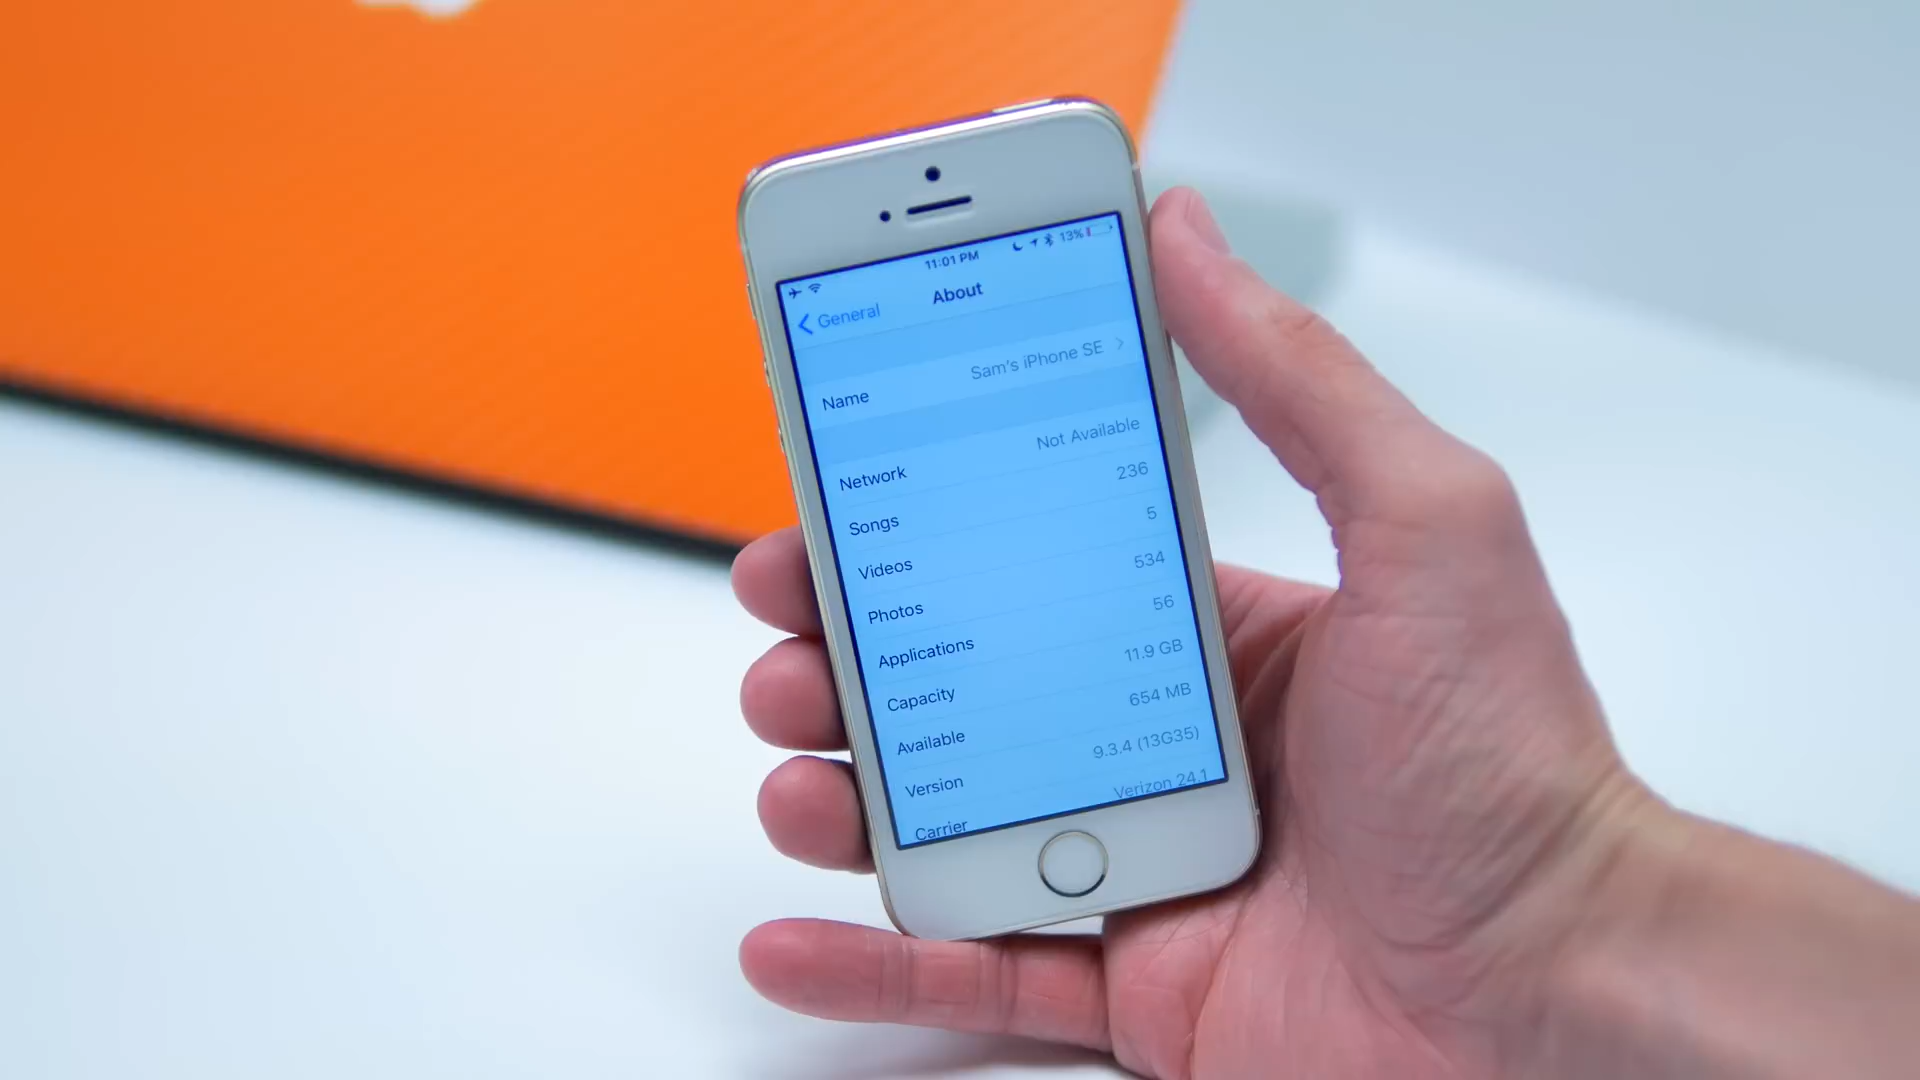 11:01 PM 13%
General About
Name Sam's iPhone SE
Network Not Available
Songs 236
Videos 5
Photos 534
Applications 56
Capacity 11.9 GB
Available 654 MB
Version 9.3.4 (13G35)
Carrier Verizon 24.1